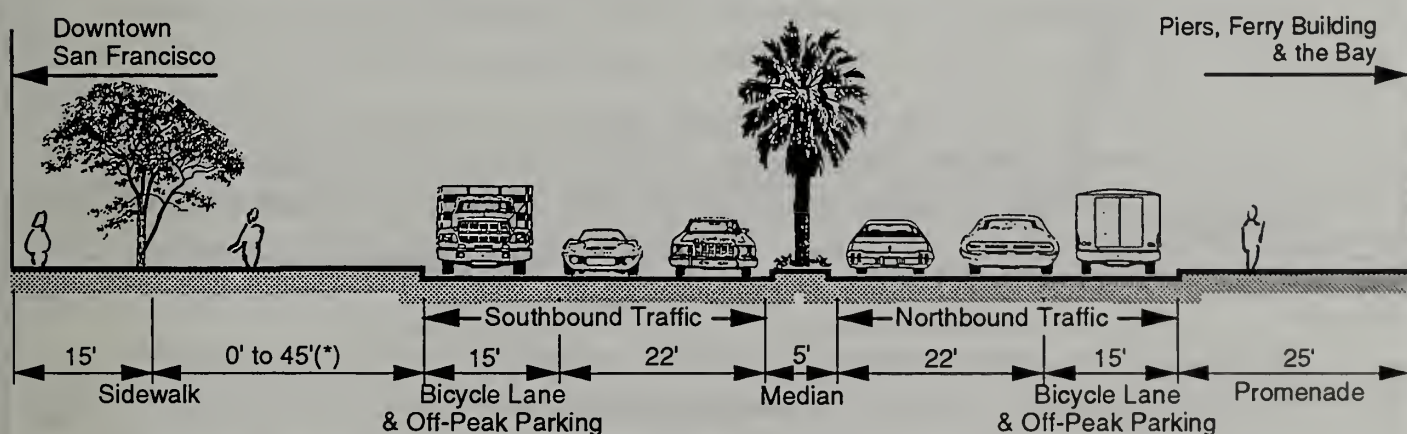 Downtown
San Francisco
Piers, Ferry Building
& the Bay
Southbound Traffic
Northbound Traffic
15' 0' to 45'(*) 15' 22' 5' 22' 15' 25'
Sidewalk Bicycle Lane Median Bicycle Lane Promenade
& Off-Peak Parking & Off-Peak Parking